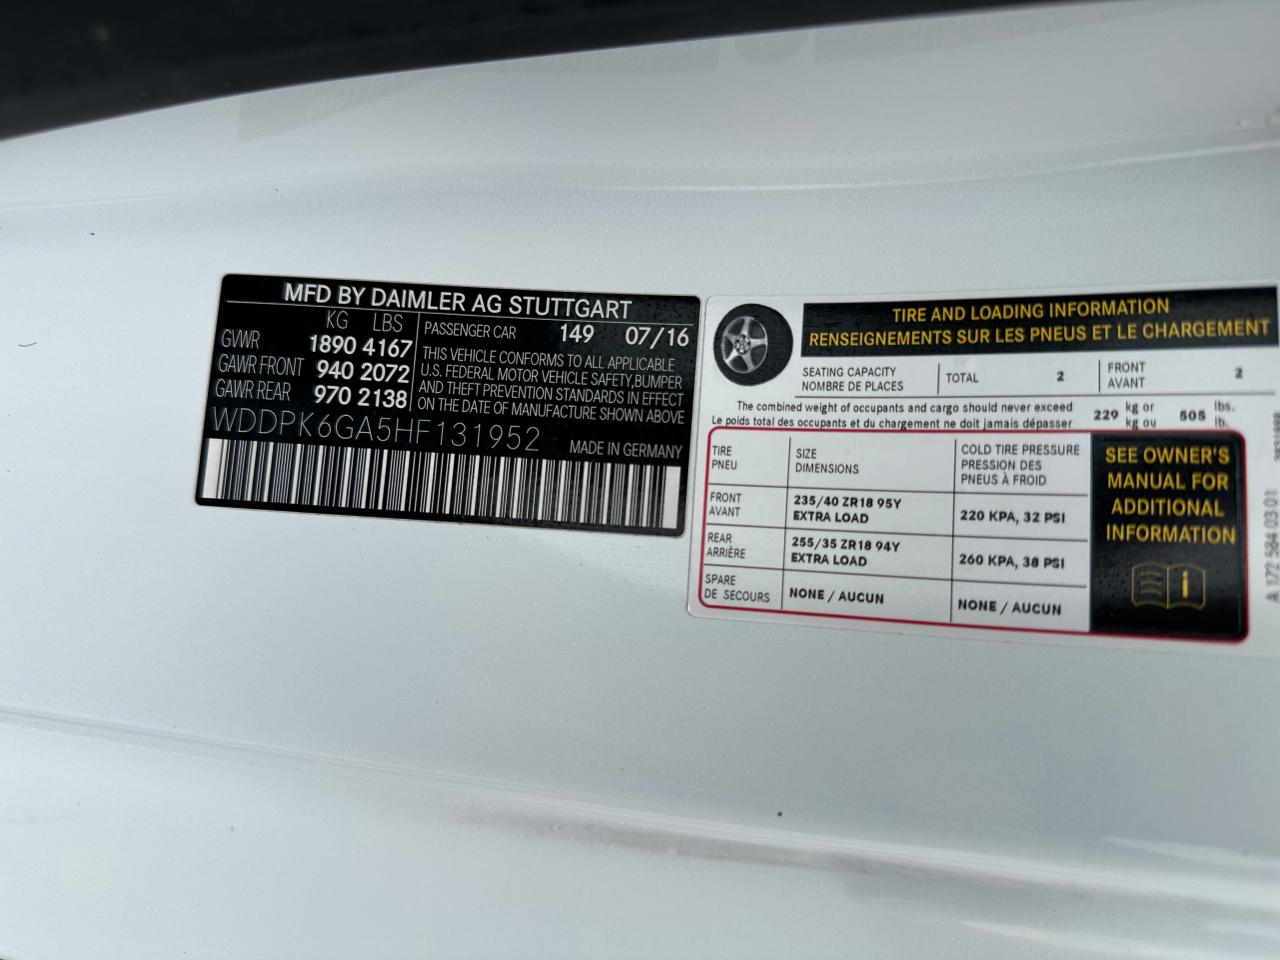 MFD BY DAIMLER AG STUTTGART
KG LBS
GVWR 1890 4167
GAWR FRONT 940 2072
GAWR REAR 970 2138
PASSENGER CAR 149 07/16
THIS VEHICLE CONFORMS TO ALL APPLICABLE
U.S. FEDERAL MOTOR VEHICLE SAFETY,BUMPER
AND THEFT PREVENTION STANDARDS IN EFFECT
ON THE DATE OF MANUFACTURE SHOWN ABOVE
WDDPK6GA5HF131952 MADE IN GERMANY
TIRE AND LOADING INFORMATION
RENSEIGNEMENTS SUR LES PNEUS ET LE CHARGEMENT
SEATING CAPACITY
NOMBRE DE PLACES
TOTAL 2
FRONT 2
AVANT
The combined weight of occupants and cargo should never exceed
Le poids total des occupants et du chargement ne doit jamais dépasser
229 kg or 505 lbs.
kg ou lb.
TIRE
PNEU
SIZE
DIMENSIONS
COLD TIRE PRESSURE
PRESSION DES
PNEUS À FROID
FRONT
AVANT
235/40 ZR18 95Y
EXTRA LOAD
220 KPA, 32 PSI
REAR
ARRIÈRE
255/35 ZR18 94Y
EXTRA LOAD
260 KPA, 38 PSI
SPARE
DE SECOURS
NONE / AUCUN
NONE / AUCUN
SEE OWNER'S
MANUAL FOR
ADDITIONAL
INFORMATION
A 172 584 03 01